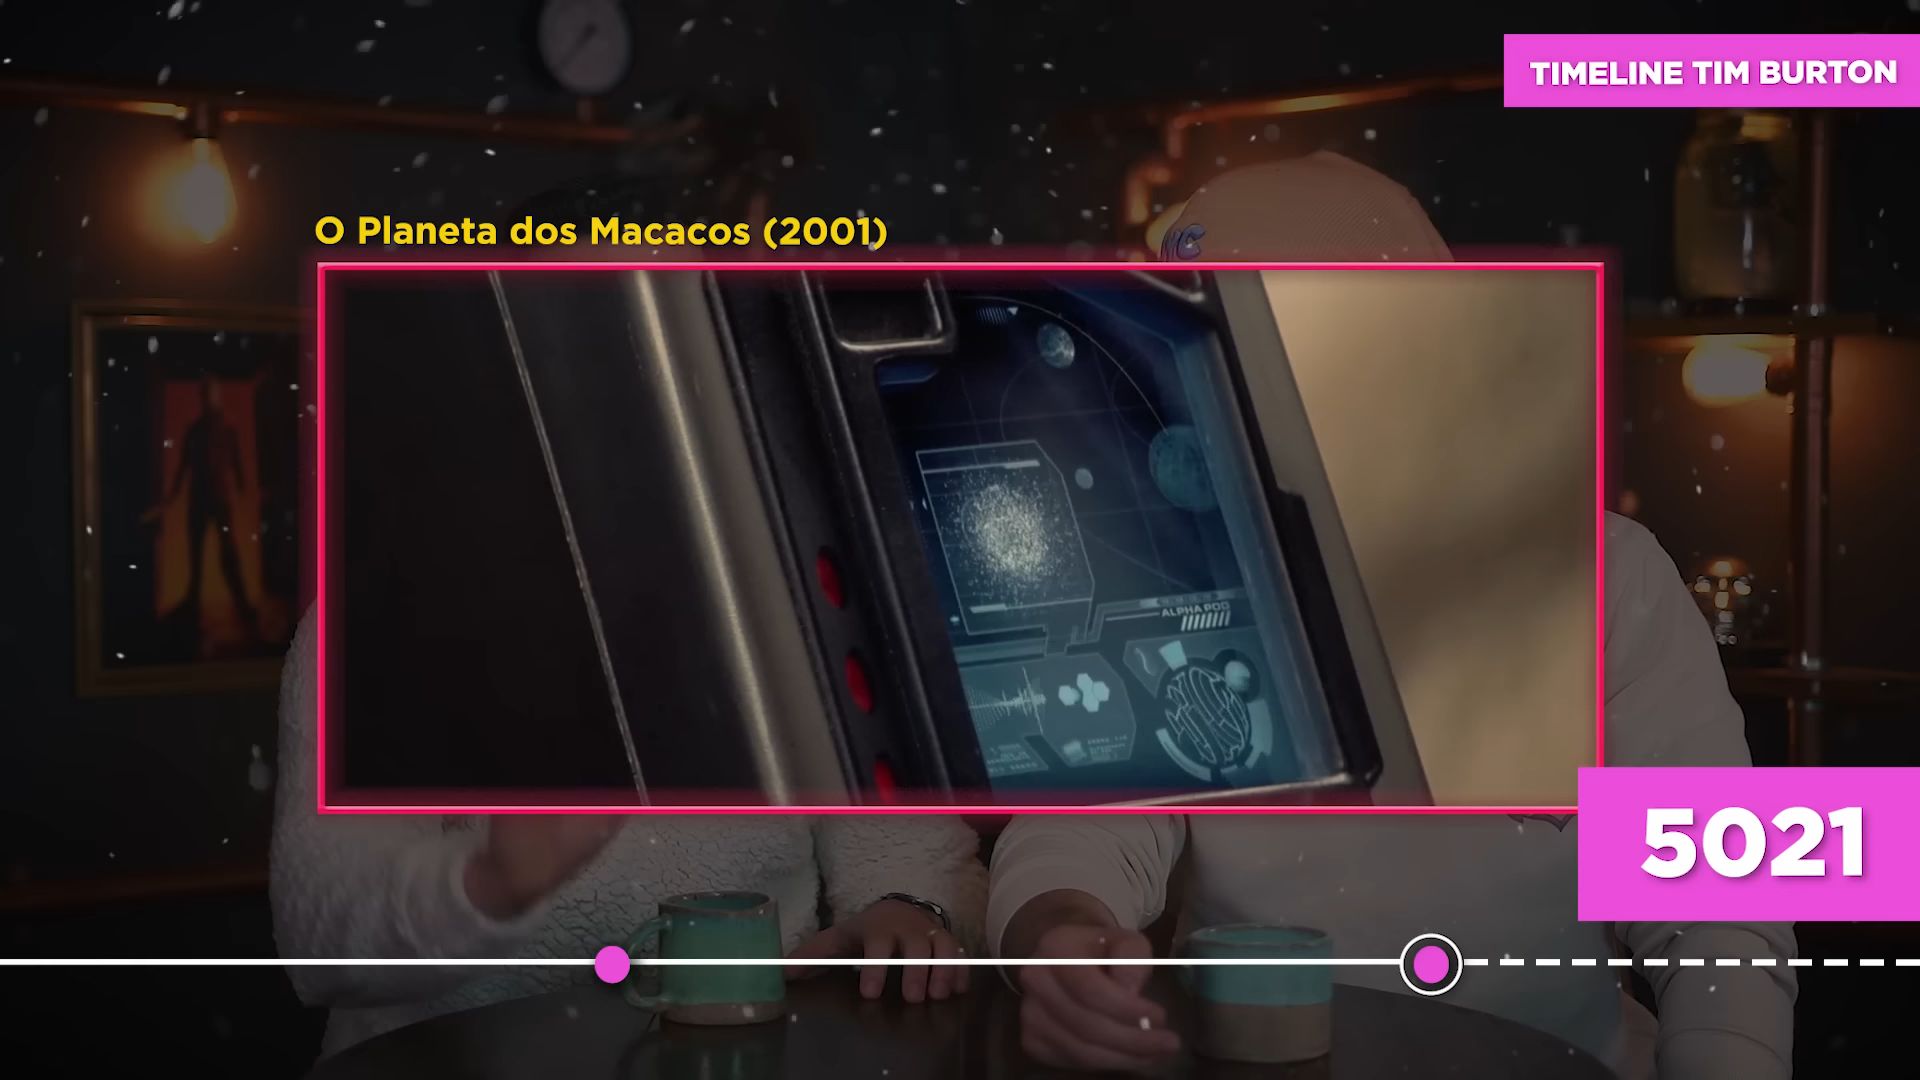 TIMELINE TIM BURTON
O Planeta dos Macacos (2001)
ALPHA POD
5021